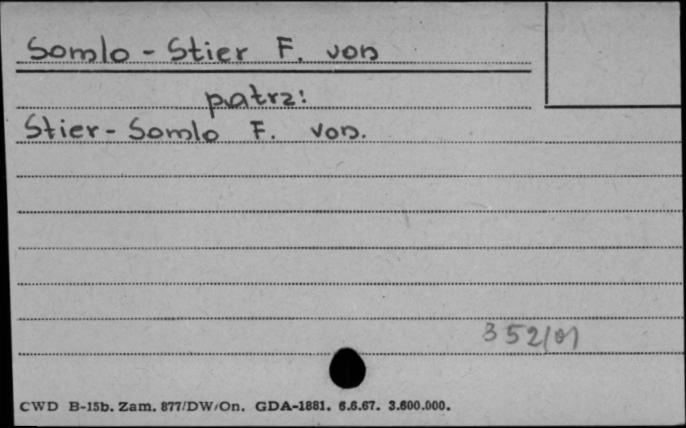 Somlo - Stier F. von
patrz:
Stier - Somlo F. von.
352/01
CWD B-15b. Zam. 877/DW/On. GDA-1881. 6.6.67. 3.600.000.